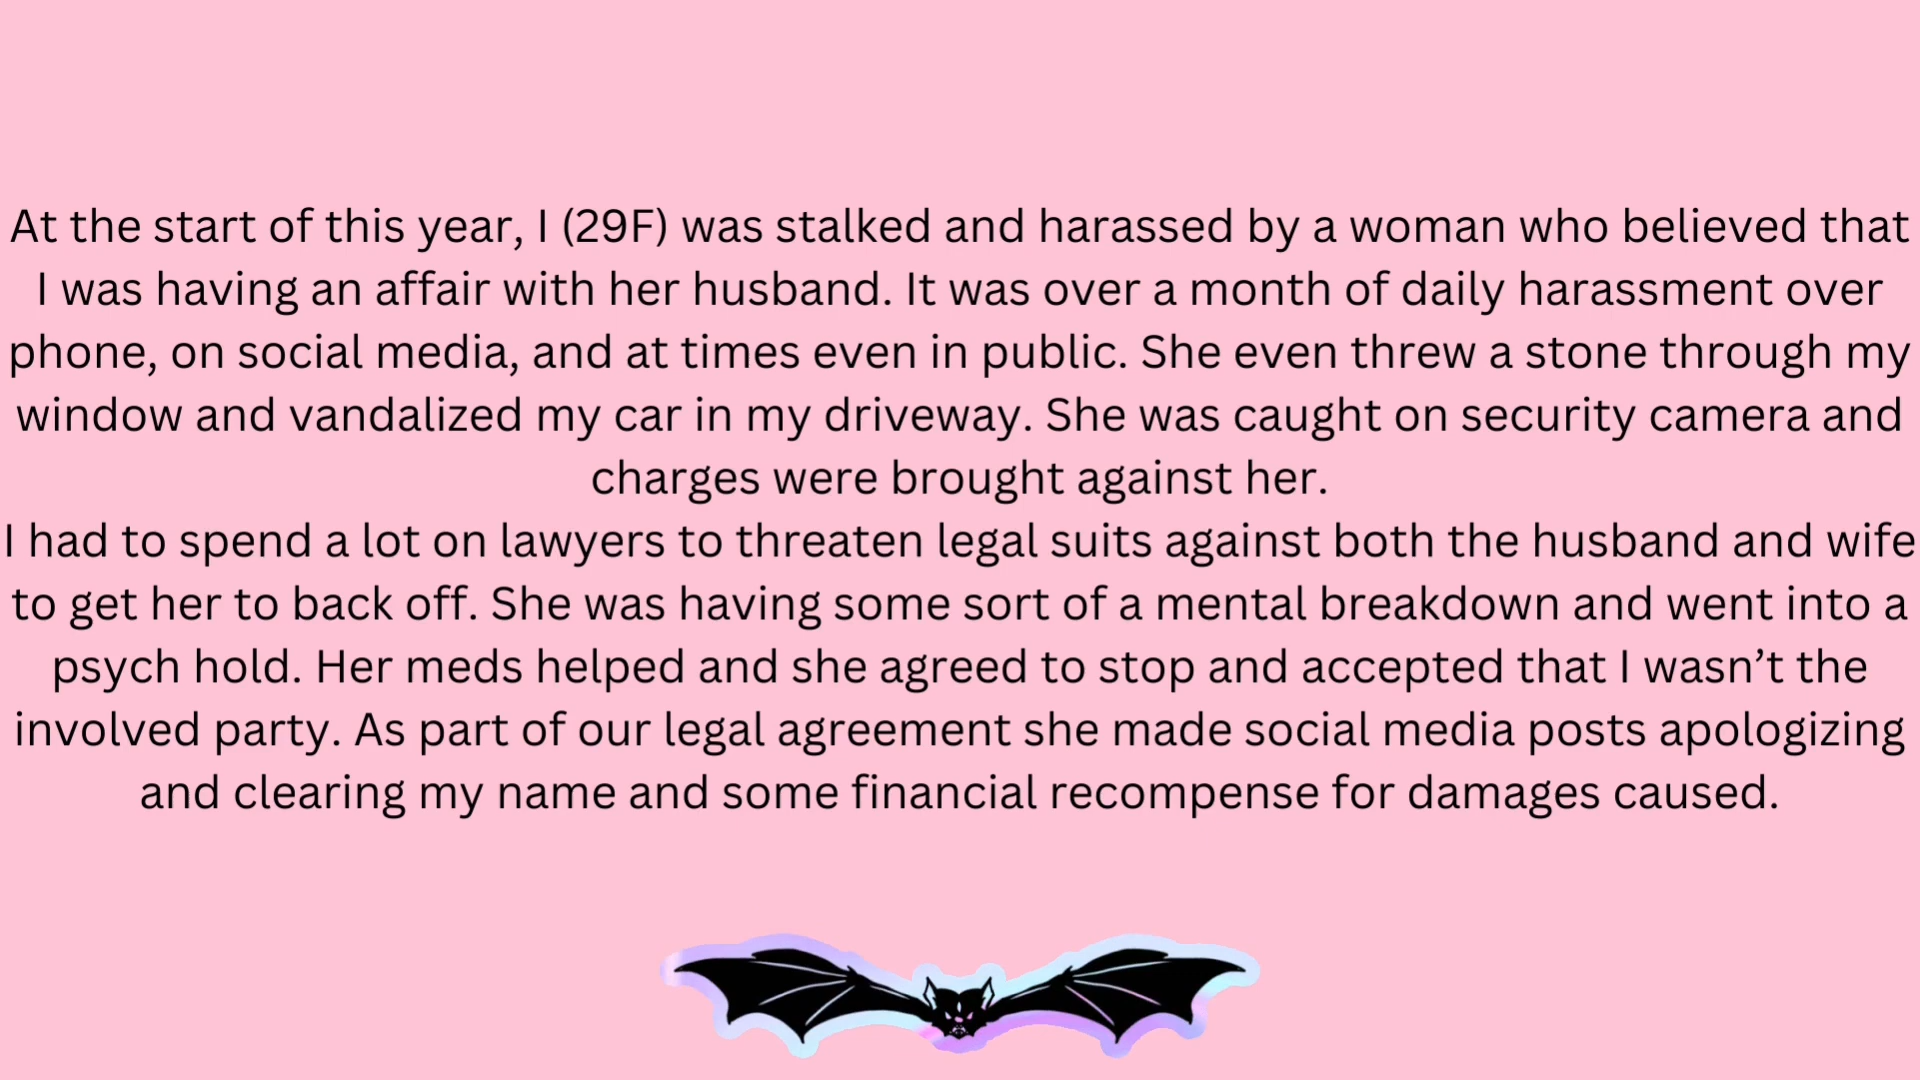 At the start of this year, I (29F) was stalked and harassed by a woman who believed that
I was having an affair with her husband. It was over a month of daily harassment over
phone, on social media, and at times even in public. She even threw a stone through my
window and vandalized my car in my driveway. She was caught on security camera and
charges were brought against her.
I had to spend a lot on lawyers to threaten legal suits against both the husband and wife
to get her to back off. She was having some sort of a mental breakdown and went into a
psych hold. Her meds helped and she agreed to stop and accepted that I wasn’t the
involved party. As part of our legal agreement she made social media posts apologizing
and clearing my name and some financial recompense for damages caused.